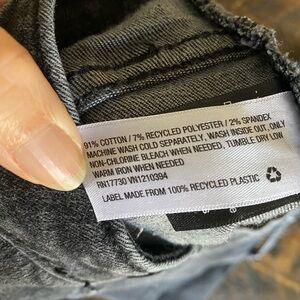 91% COTTON / 7% RECYCLED POLYESTER / 2% SPANDEX
MACHINE WASH COLD SEPARATELY, WASH INSIDE OUT, ONLY
NON-CHLORINE BLEACH WHEN NEEDED, TUMBLE DRY LOW
WARM IRON WHEN NEEDED
RN17730 VN1210394
LABEL MADE FROM 100% RECYCLED PLASTIC